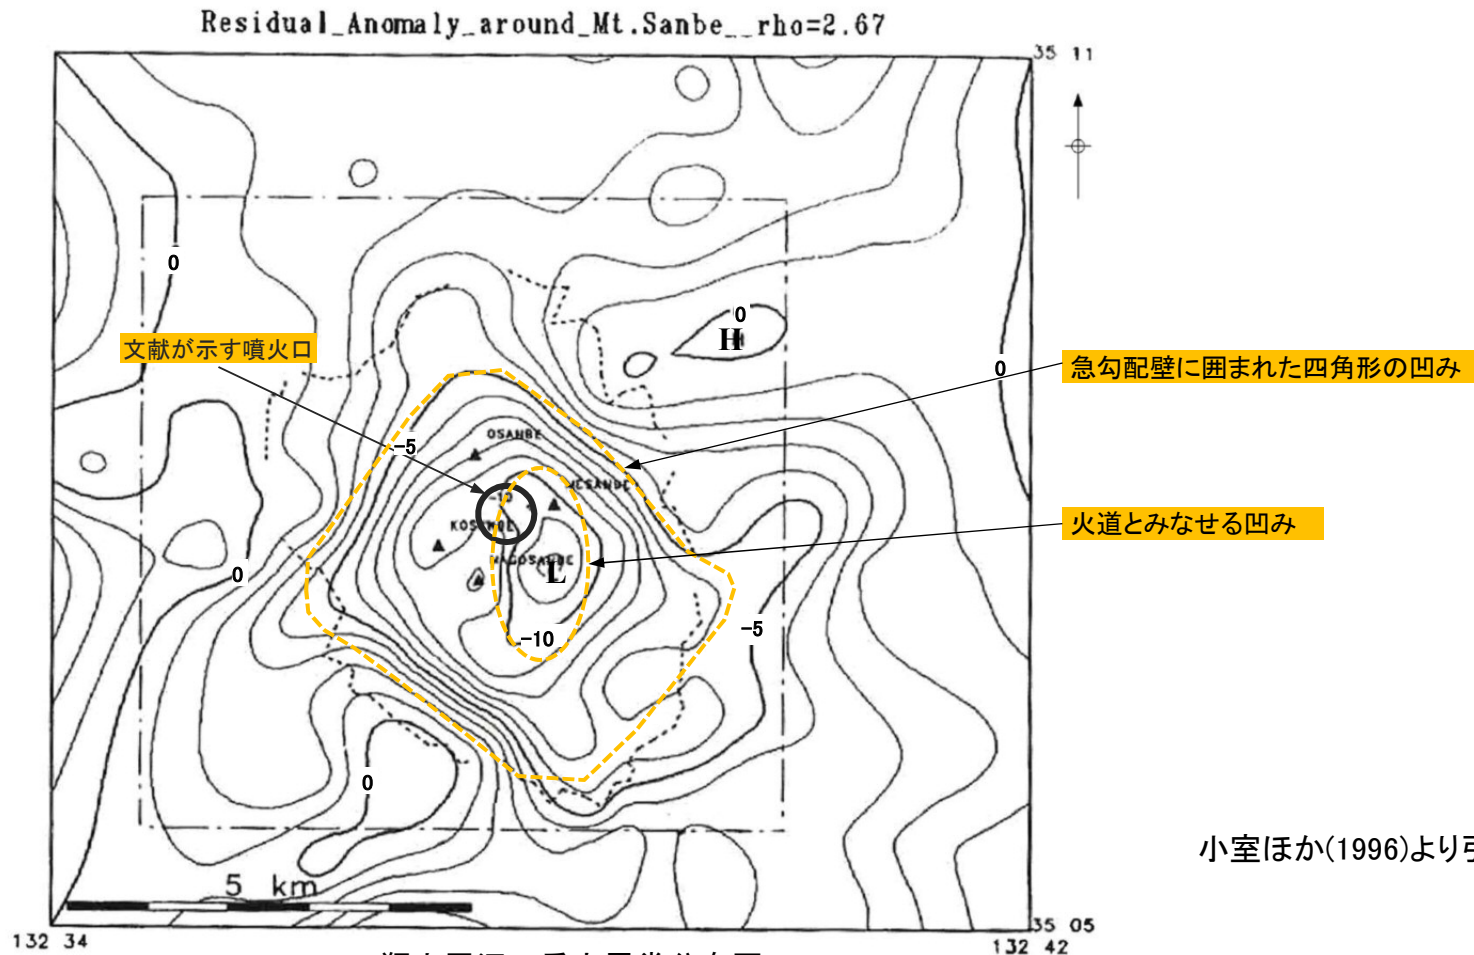 Residual_Anomaly_around_Mt.Sanbe__rho=2.67
35 11
0
0
H
文献が示す噴火口
急勾配壁に囲まれた四角形の凹み
0
OSANBE
-5
-10
MESANBE
KOSANBE
火道とみなせる凹み
MAGOSANBE
L
0
-10
-5
0
小室ほか(1996)より
5 km
35 05
132 34
132 42